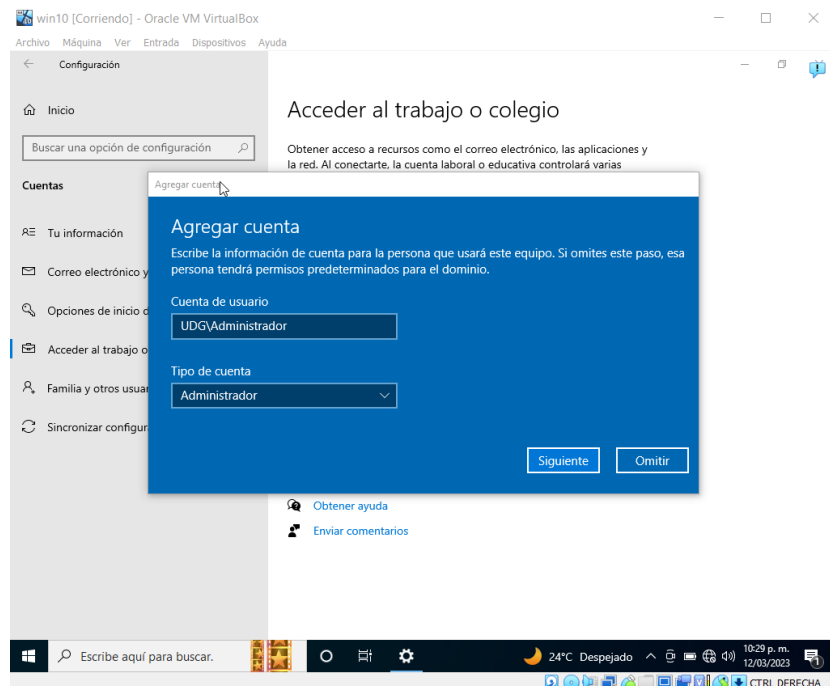 win10 [Corriendo] - Oracle VM VirtualBox
Archivo Máquina Ver Entrada Dispositivos Ayuda
Configuración
Inicio
Buscar una opción de configuración
Cuentas
Tu información
Correo electrónico y
Opciones de inicio d
Acceder al trabajo o
Familia y otros usuar
Sincronizar configur
Acceder al trabajo o colegio
Obtener acceso a recursos como el correo electrónico, las aplicaciones y
la red. Al conectarte, la cuenta laboral o educativa controlará varias
Agregar cuenta
Agregar cuenta
Escribe la información de cuenta para la persona que usará este equipo. Si omites este paso, esa
persona tendrá permisos predeterminados para el dominio.
Cuenta de usuario
UDG\Administrador
Tipo de cuenta
Administrador
Siguiente Omitir
Obtener ayuda
Enviar comentarios
Escribe aquí para buscar.
24°C Despejado
10:29 p. m.
12/03/2023
1
CTRL DERECHA